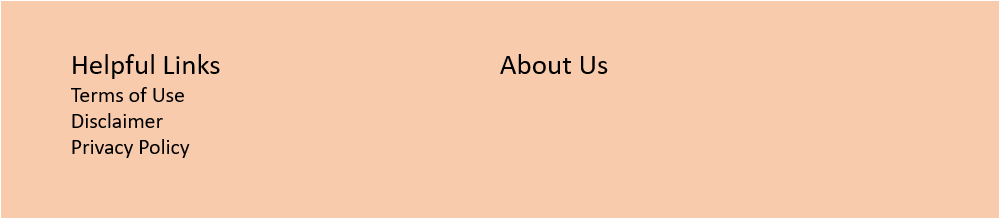 Helpful Links
Terms of Use
Disclaimer
Privacy Policy
About Us